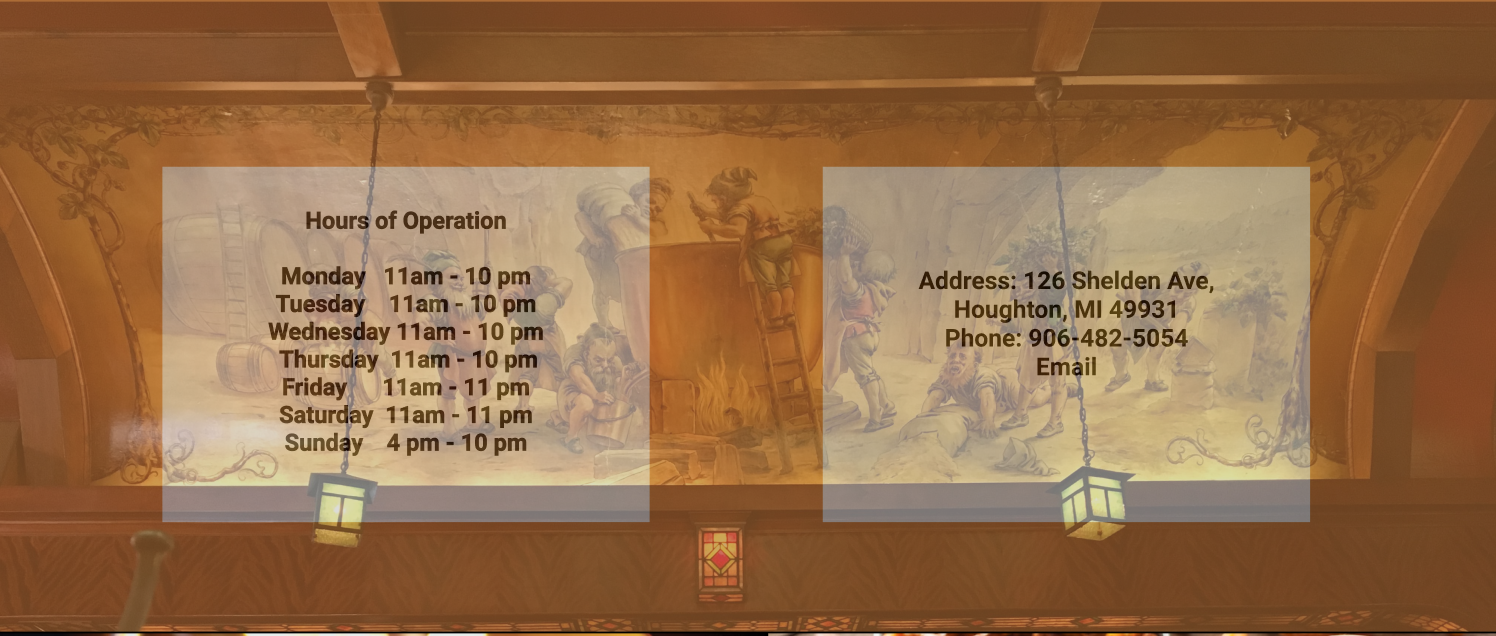 Hours of Operation
Monday 11am - 10 pm
Tuesday 11am - 10 pm
Wednesday 11am - 10 pm
Thursday 11am - 10 pm
Friday 11am - 11 pm
Saturday 11am - 11 pm
Sunday 4 pm - 10 pm
Address: 126 Shelden Ave,
Houghton, MI 49931
Phone: 906-482-5054
Email